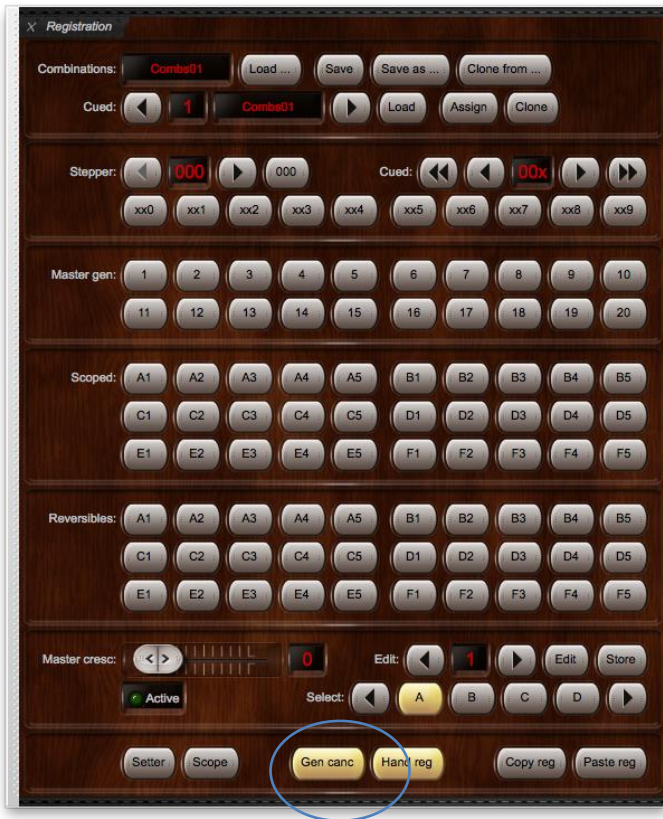 X Registration
Combinations: Combs01 Load ... Save Save as ... Clone from ...
Cued: 1 Combs01 Load Assign Clone
Stepper: 000 000 Cued: 00x
xx0 xx1 xx2 xx3 xx4 xx5 xx6 xx7 xx8 xx9
Master gen: 1 2 3 4 5 6 7 8 9 10
11 12 13 14 15 16 17 18 19 20
Scoped: A1 A2 A3 A4 A5 B1 B2 B3 B4 B5
C1 C2 C3 C4 C5 D1 D2 D3 D4 D5
E1 E2 E3 E4 E5 F1 F2 F3 F4 F5
Reversibles: A1 A2 A3 A4 A5 B1 B2 B3 B4 B5
C1 C2 C3 C4 C5 D1 D2 D3 D4 D5
E1 E2 E3 E4 E5 F1 F2 F3 F4 F5
Master cresc: < > 0 Edit: 1 Edit Store
Active Select: A B C D
Setter Scope Gen canc Hand reg Copy reg Paste reg